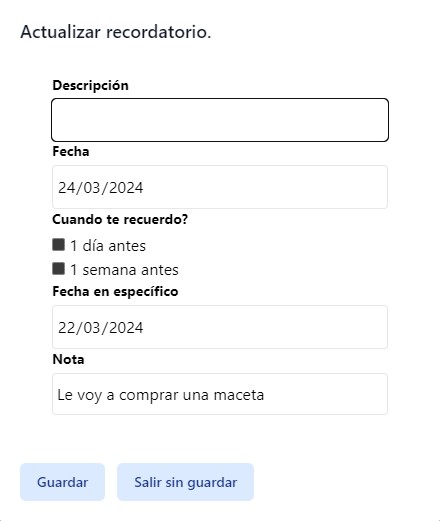 Actualizar recordatorio.
Descripción
Fecha
24/03/2024
Cuando te recuerdo?
1 día antes
1 semana antes
Fecha en específico
22/03/2024
Nota
Le voy a comprar una maceta
Guardar
Salir sin guardar